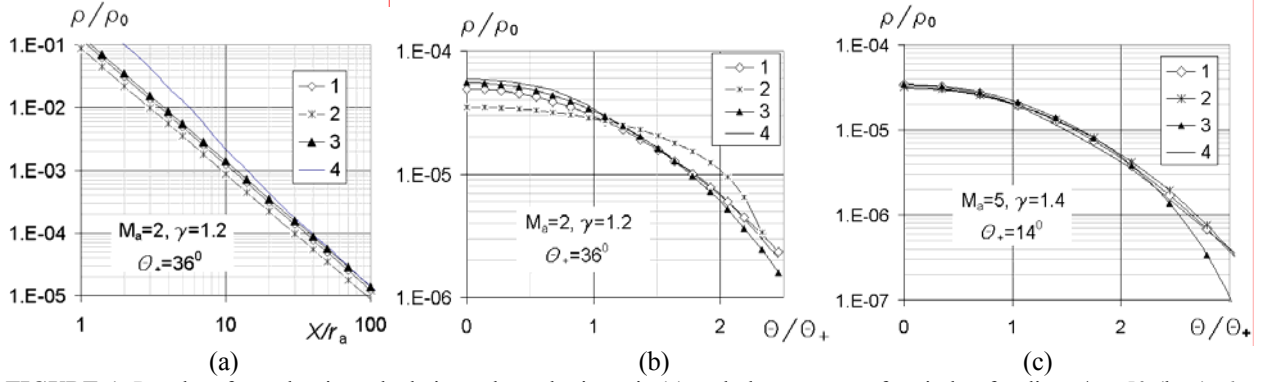 ρ/ρ₀
1.E-01
1.E-02
1.E-03
1.E-04
1.E-05
1
2
3
4
Mₐ=2, γ=1.2
Θ₊=36⁰
1 10 X/rₐ 100
(a)
ρ/ρ₀
1.E-04
1.E-05
1.E-06
1
2
3
4
Mₐ=2, γ=1.2
Θ₊=36⁰
0 1 2 Θ/Θ₊
(b)
ρ/ρ₀
1.E-04
1.E-05
1.E-06
1.E-07
1
2
3
4
Mₐ=5, γ=1.4
Θ₊=14⁰
0 1 2 Θ/Θ₊
(c)